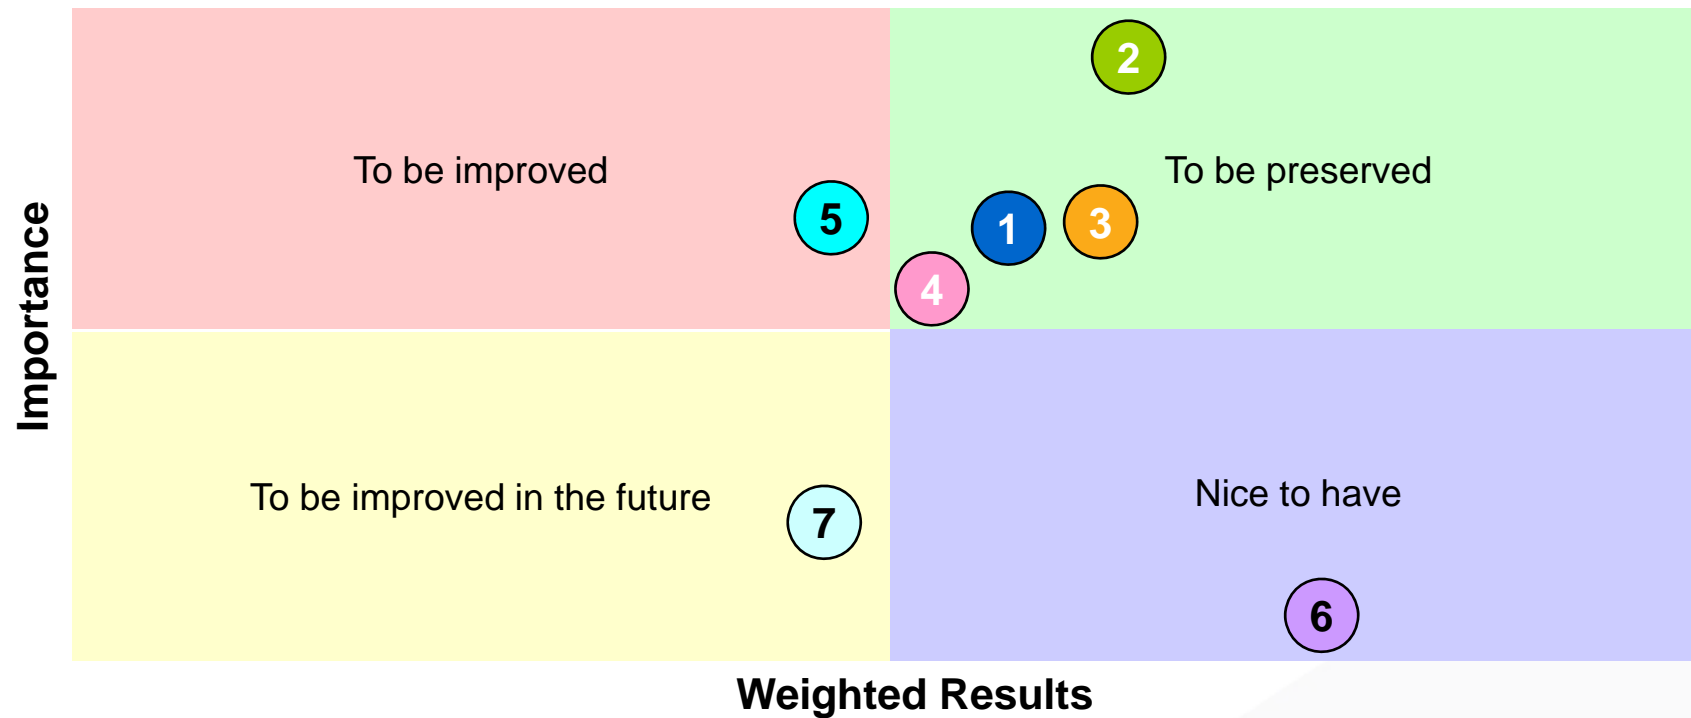 2
To be improved
To be preserved
5
1
3
4
Importance
To be improved in the future
Nice to have
7
6
Weighted Results